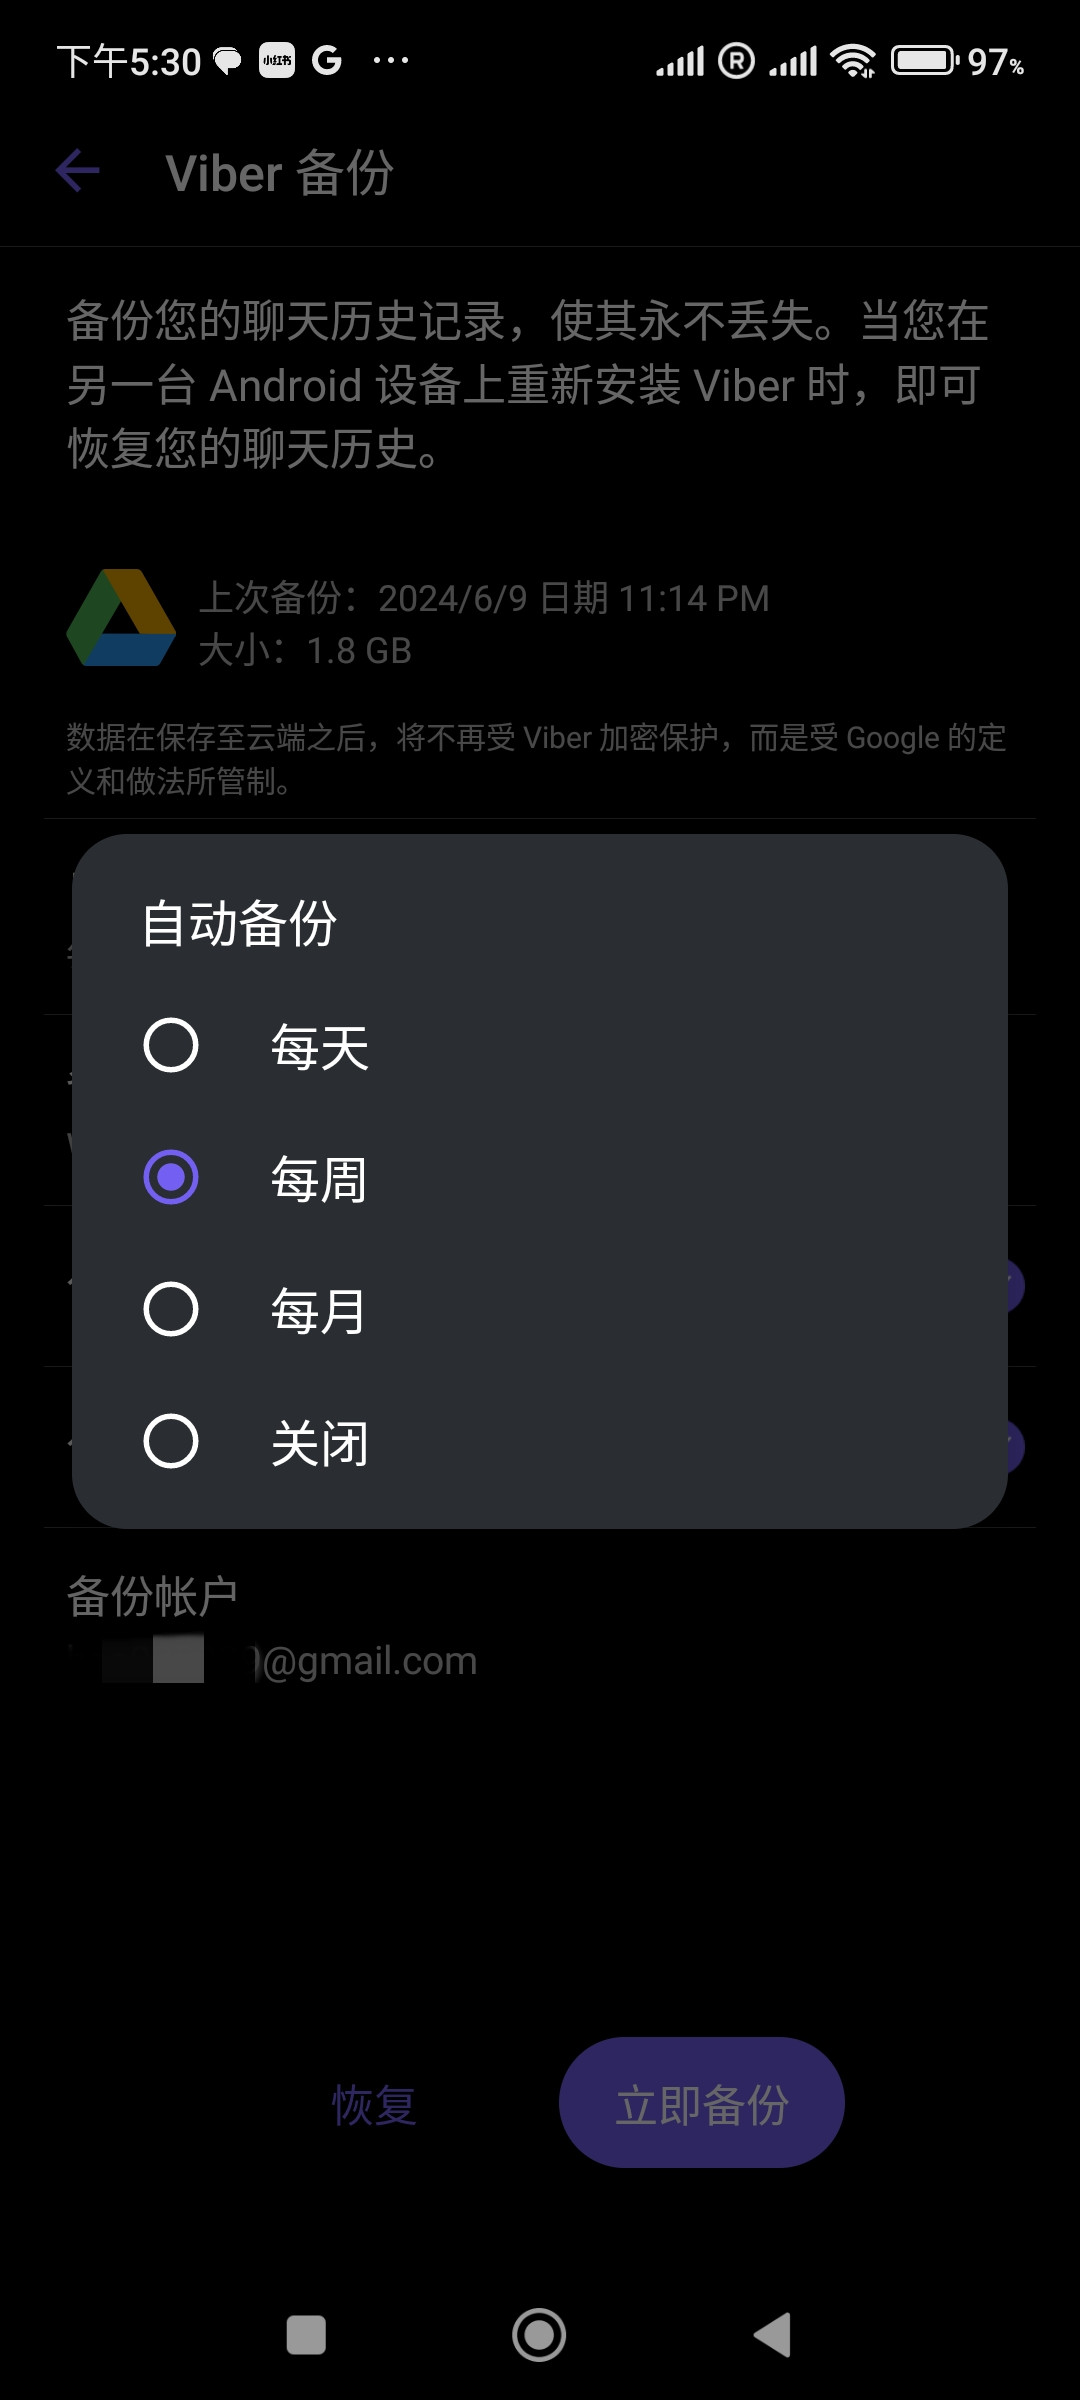 下午5:30 小红书 G ... R 97%
Viber 备份
备份您的聊天历史记录，使其永不丢失。当您在
另一台 Android 设备上重新安装 Viber 时，即可
恢复您的聊天历史。
上次备份：2024/6/9 日期 11:14 PM
大小：1.8 GB
数据在保存至云端之后，将不再受 Viber 加密保护，而是受 Google 的定
义和做法所管制。
自动备份
每天
每周
每月
关闭
备份帐户
@gmail.com
恢复
立即备份